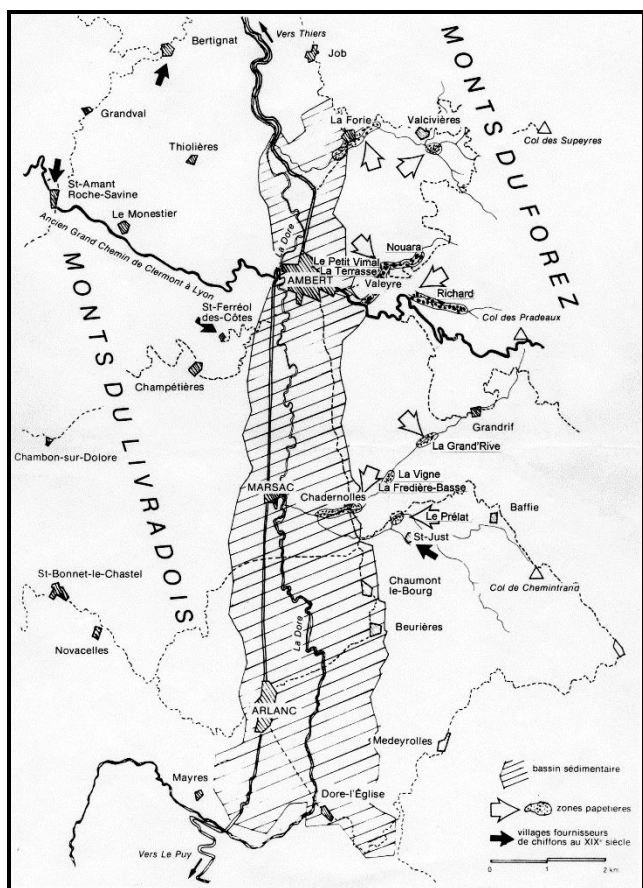 Vers Thiers
Bertignat
Job
MONTS DU FOREZ
Grandval
La Forie
Valcivières
Col des Supeyres
Thiolières
St-Amant
Roche-Savine
Le Monestier
Ancien Grand Chemin de Clermont à Lyon
La Dore
Nouara
Le Petit Vimal
La Terrasse
AMBERT
Valeyre
Richard
MONTS DU LIVRADOIS
St-Ferréol
des-Côtes
Col des Pradeaux
Champétières
Grandrif
La Grand'Rive
Chambon-sur-Dolore
La Vigne
La Fredière-Basse
MARSAC
Chadernolles
Baffie
Le Prélat
St-Just
St-Bonnet-le-Chastel
Chaumont
le-Bourg
Col de Chemintrand
Novacelles
La Dore
Beurières
ARLANC
Medeyrolles
Mayres
Dore-l'Église
Vers Le Puy
bassin sédimentaire
zones papetières
villages fournisseurs
de chiffons au XIXe siècle
0 1 2 km